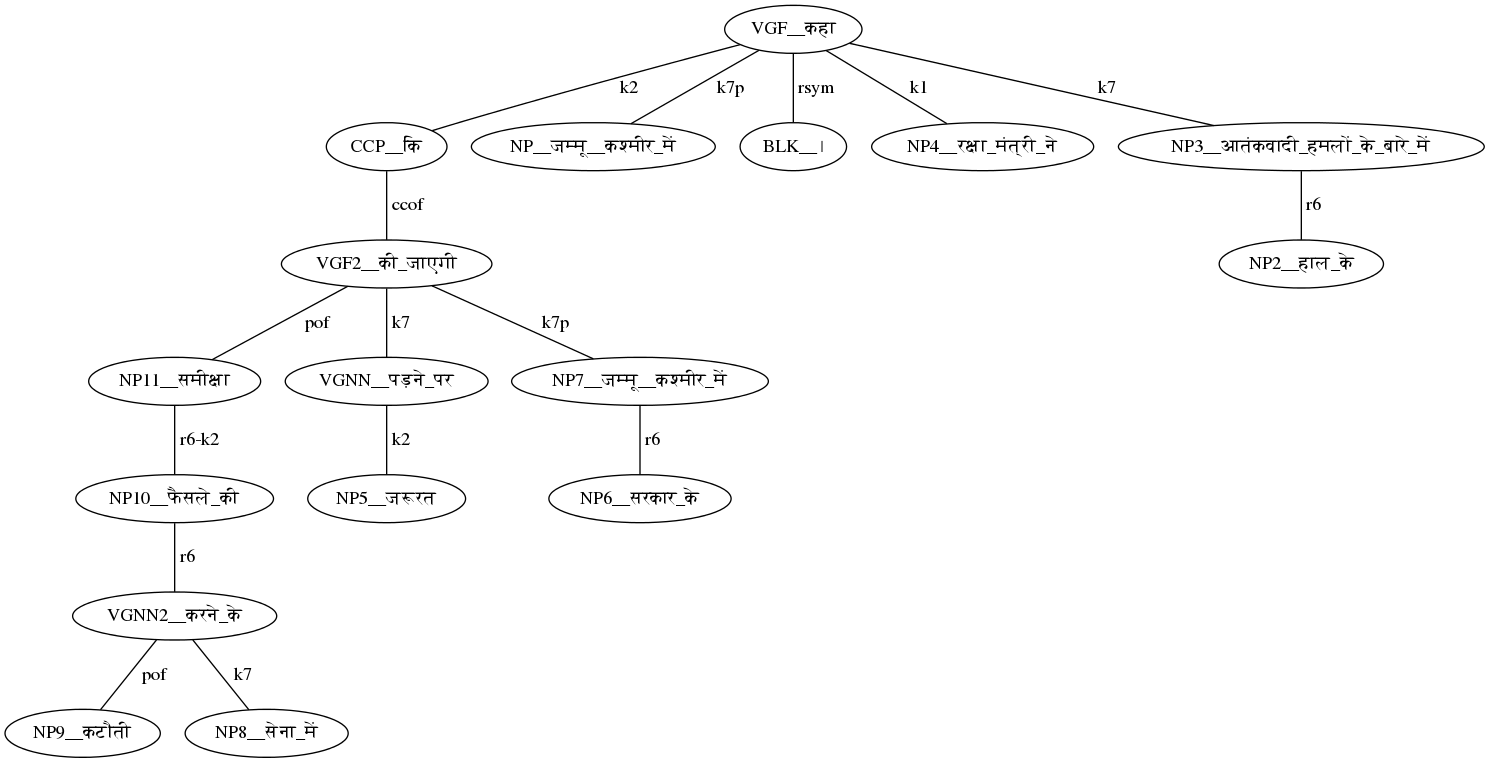 VGF__कहा
k2 k7p rsym k1 k7
CCP__कि NP__जम्मू__कश्मीर_में BLK__। NP4__रक्षा_मंत्री_ने NP3__आतंकवादी_हमलों_के_बारे_में
ccof r6
VGF2__की_जाएगी NP2__हाल_के
pof k7 k7p
NP11__समीक्षा VGNN__पड़ने_पर NP7__जम्मू__कश्मीर_में
r6-k2 k2 r6
NP10__फैसले_की NP5__जरूरत NP6__सरकार_के
r6
VGNN2__करने_के
pof k7
NP9__कटौती NP8__सेना_में